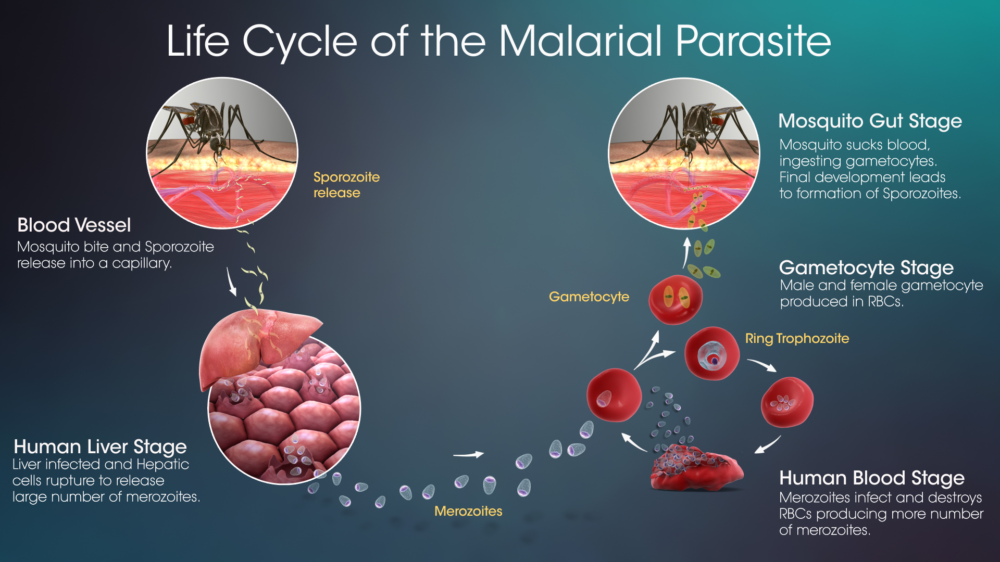 Life Cycle of the Malarial Parasite
Sporozoite
release
Blood Vessel
Mosquito bite and Sporozoite
release into a capillary.
Human Liver Stage
Liver infected and Hepatic
cells rupture to release
large number of merozoites.
Merozoites
Mosquito Gut Stage
Mosquito sucks blood,
ingesting gametocytes.
Final development leads
to formation of Sporozoites.
Gametocyte Stage
Male and female gametocyte
produced in RBCs.
Gametocyte
Ring Trophozoite
Human Blood Stage
Merozoites infect and destroys
RBCs producing more number
of merozoites.